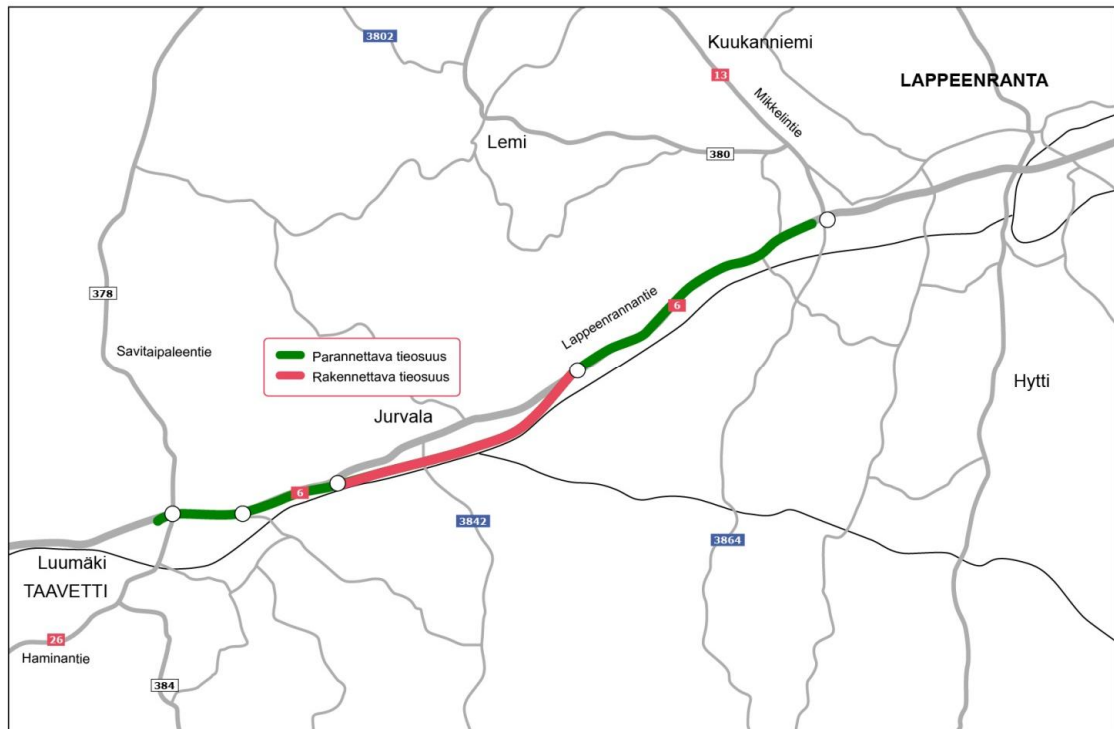 3802
Kuukanniemi
13
LAPPEENRANTA
Mikkelintie
Lemi
380
378
Lappeenrannantie
6
Savitaipaleentie
Parannettava tieosuus
Rakennettava tieosuus
Hytti
Jurvala
6
3842
3864
Luumäki
TAAVETTI
26
Haminantie
384